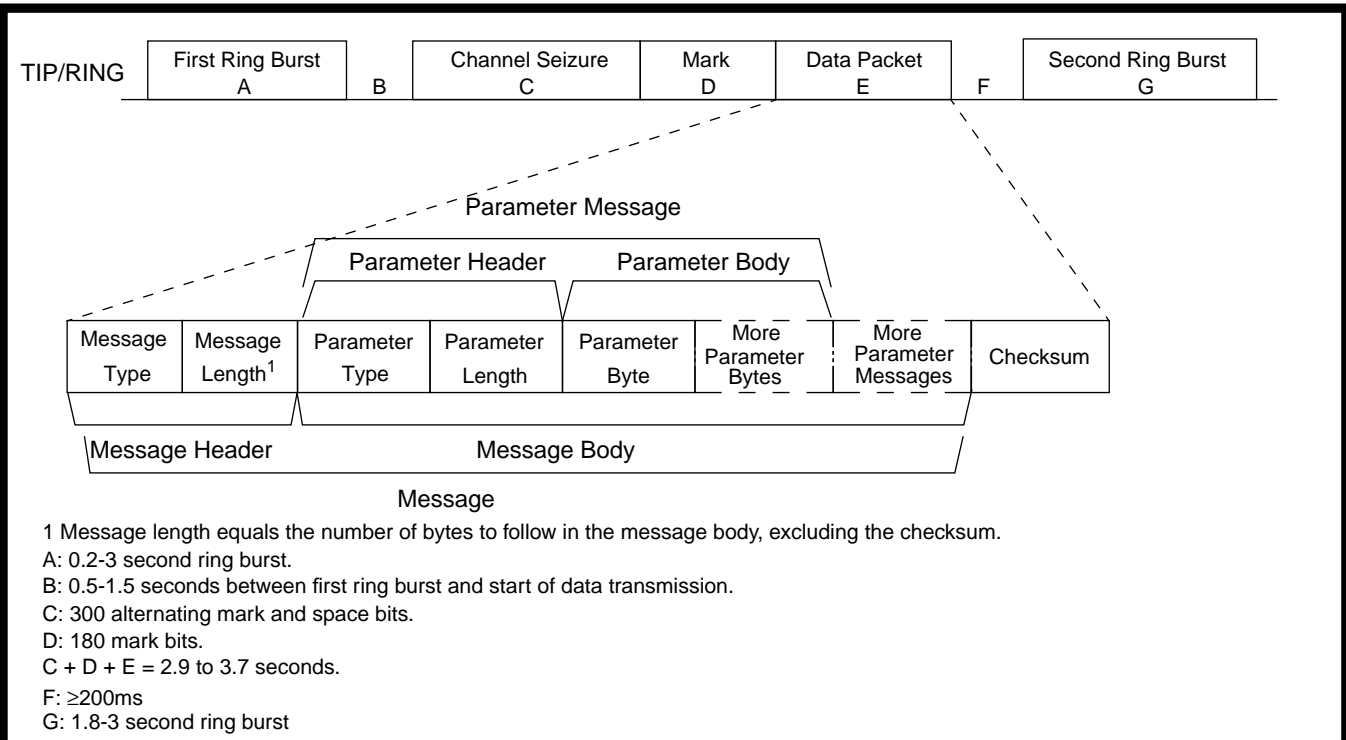 TIP/RING
First Ring Burst
A
B
Channel Seizure
C
Mark
D
Data Packet
E
F
Second Ring Burst
G
Parameter Message
Parameter Header
Parameter Body
Message
Type
Message
Length1
Parameter
Type
Parameter
Length
Parameter
Byte
More
Parameter
Bytes
More
Parameter
Messages
Checksum
Message Header
Message Body
Message
1 Message length equals the number of bytes to follow in the message body, excluding the checksum.
A: 0.2-3 second ring burst.
B: 0.5-1.5 seconds between first ring burst and start of data transmission.
C: 300 alternating mark and space bits.
D: 180 mark bits.
C + D + E = 2.9 to 3.7 seconds.
F: ≥200ms
G: 1.8-3 second ring burst